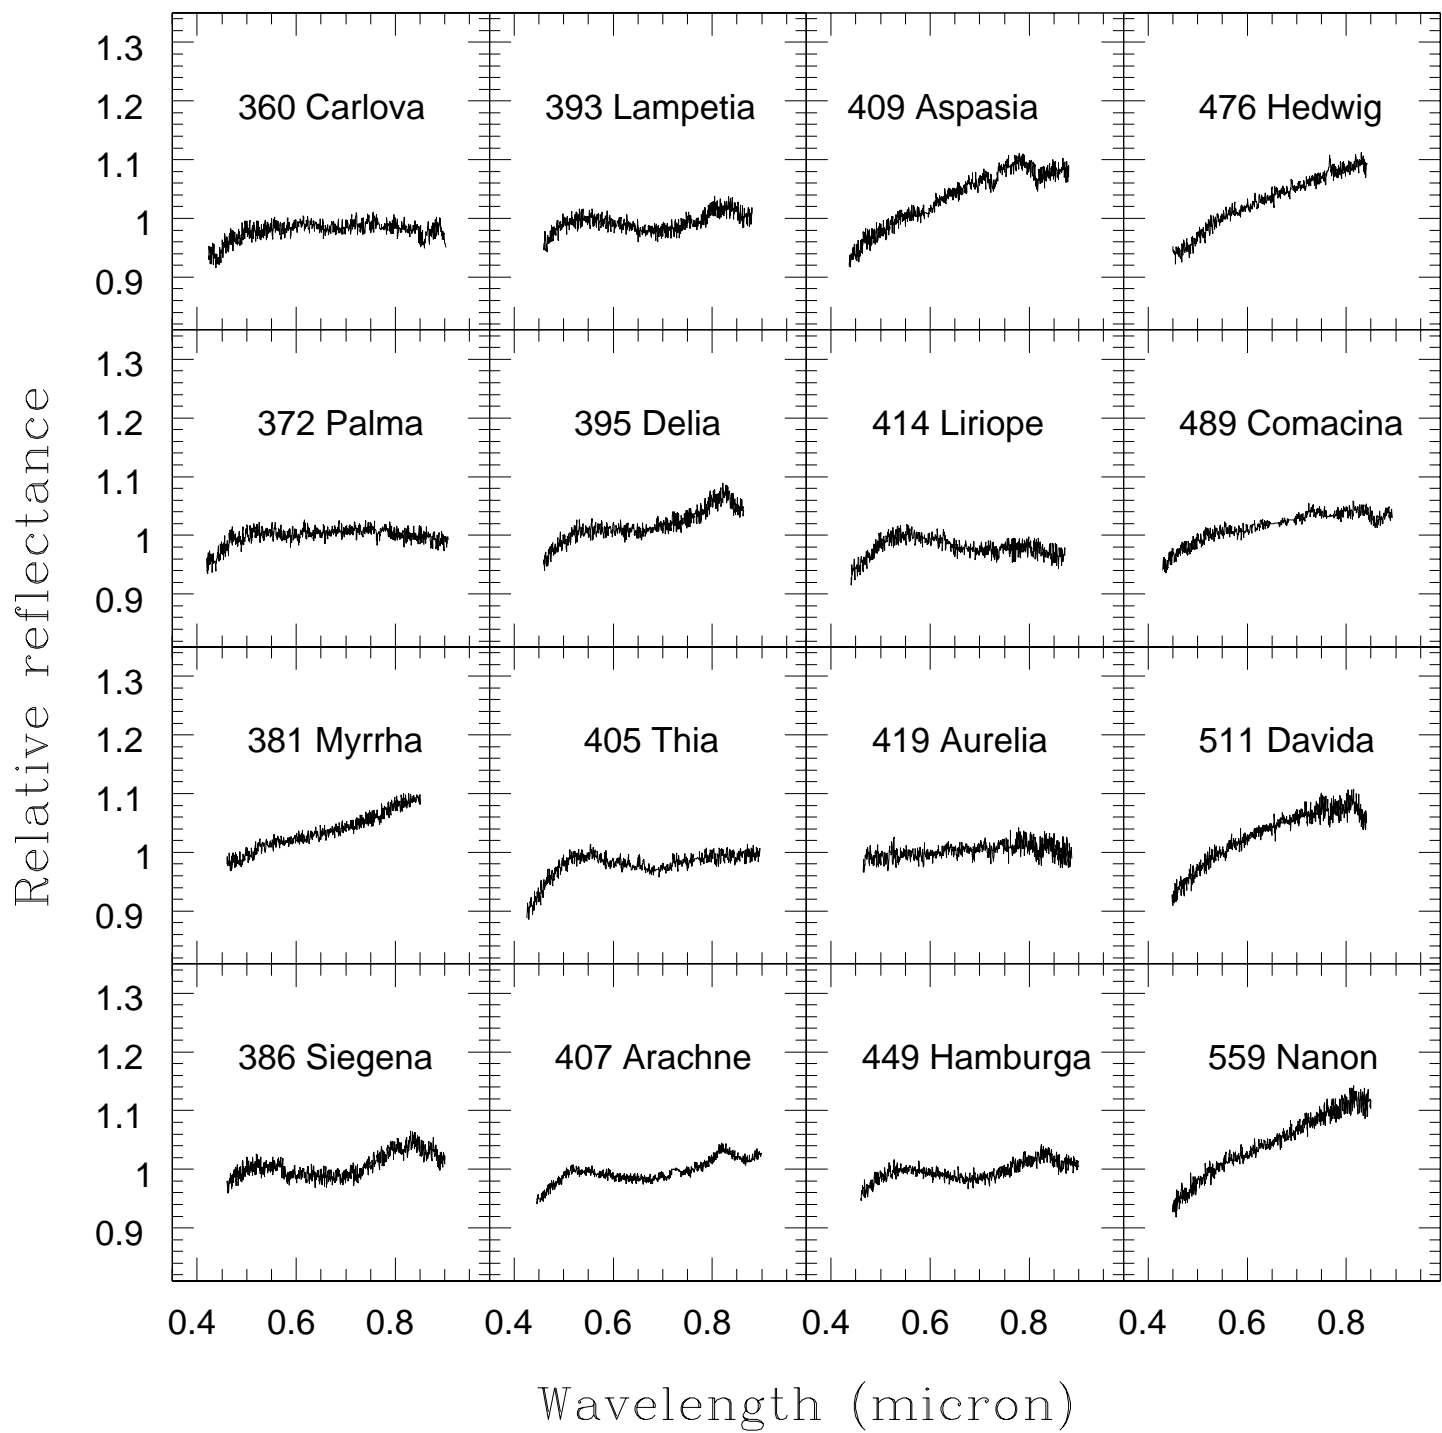 1.3
1.2
1.1
1
0.9
360 Carlova
393 Lampetia
409 Aspasia
476 Hedwig
1.3
1.2
1.1
1
0.9
372 Palma
395 Delia
414 Liriope
489 Comacina
1.3
1.2
1.1
1
0.9
381 Myrrha
405 Thia
419 Aurelia
511 Davida
1.3
1.2
1.1
1
0.9
386 Siegena
407 Arachne
449 Hamburga
559 Nanon
0.4 0.6 0.8 0.4 0.6 0.8 0.4 0.6 0.8 0.4 0.6 0.8
Wavelength (micron)
Relative reflectance